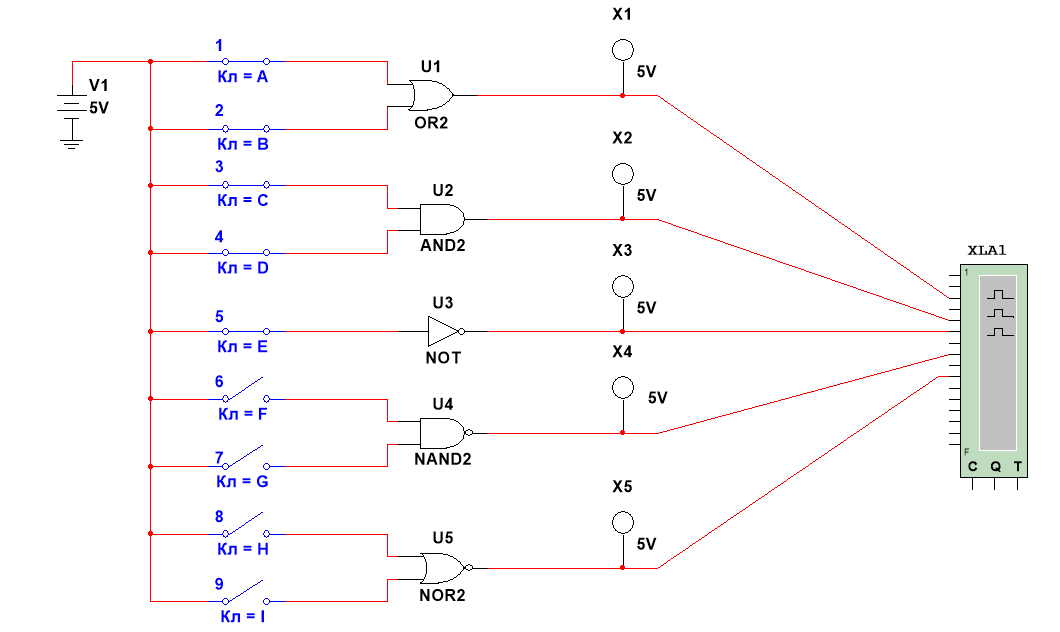 X1
1
V1
5V
Кл = A
U1
5V
2
OR2
Кл = B
X2
3
U2
5V
Кл = C
4
AND2
X3
XLA1
Кл = D
1
U3
5V
5
Кл = E
NOT
X4
6
U4
5V
Кл = F
7
NAND2
F
Кл = G
C Q T
X5
8
U5
5V
Кл = H
9
NOR2
Кл = I